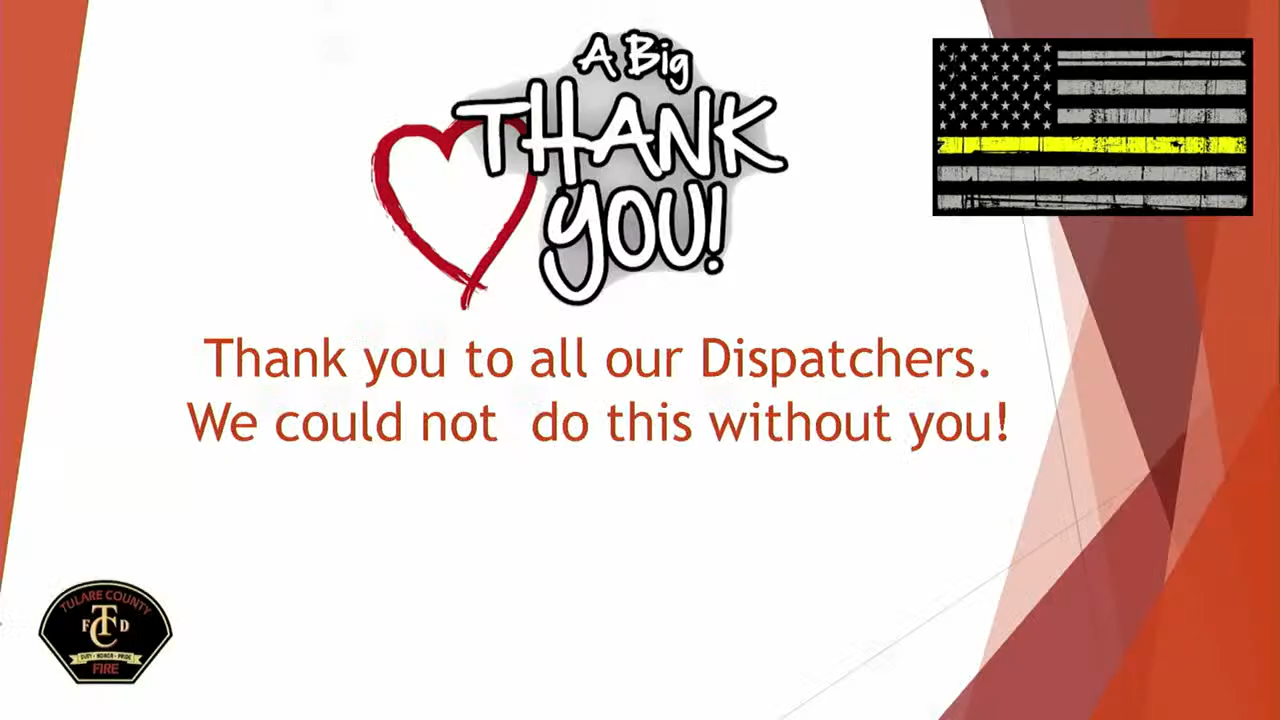 A Big
THANK
YOU!
Thank you to all our Dispatchers.
We could not  do this without you!
TULARE COUNTY
TC
F D
DUTY • HONOR • PRIDE
FIRE